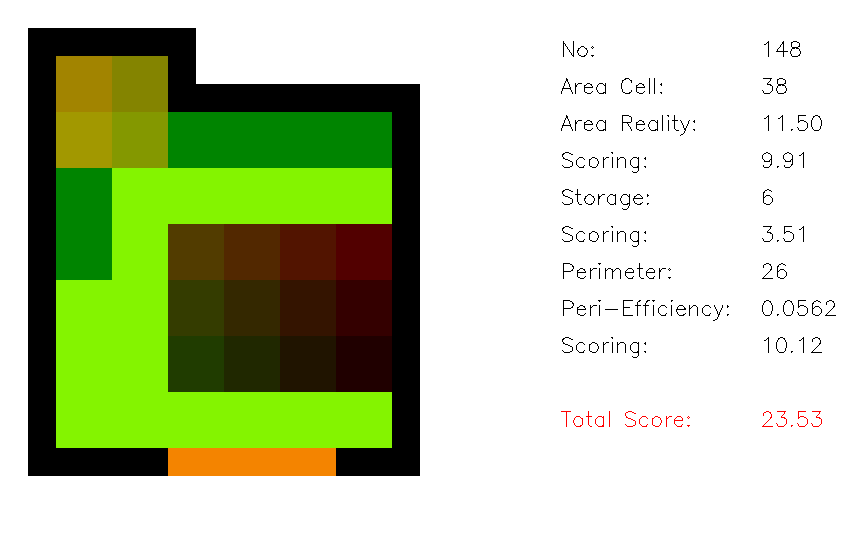 No: 148
Area Cell: 38
Area Reality: 11.50
Scoring: 9.91
Storage: 6
Scoring: 3.51
Perimeter: 26
Peri-Efficiency: 0.0562
Scoring: 10.12
Total Score: 23.53